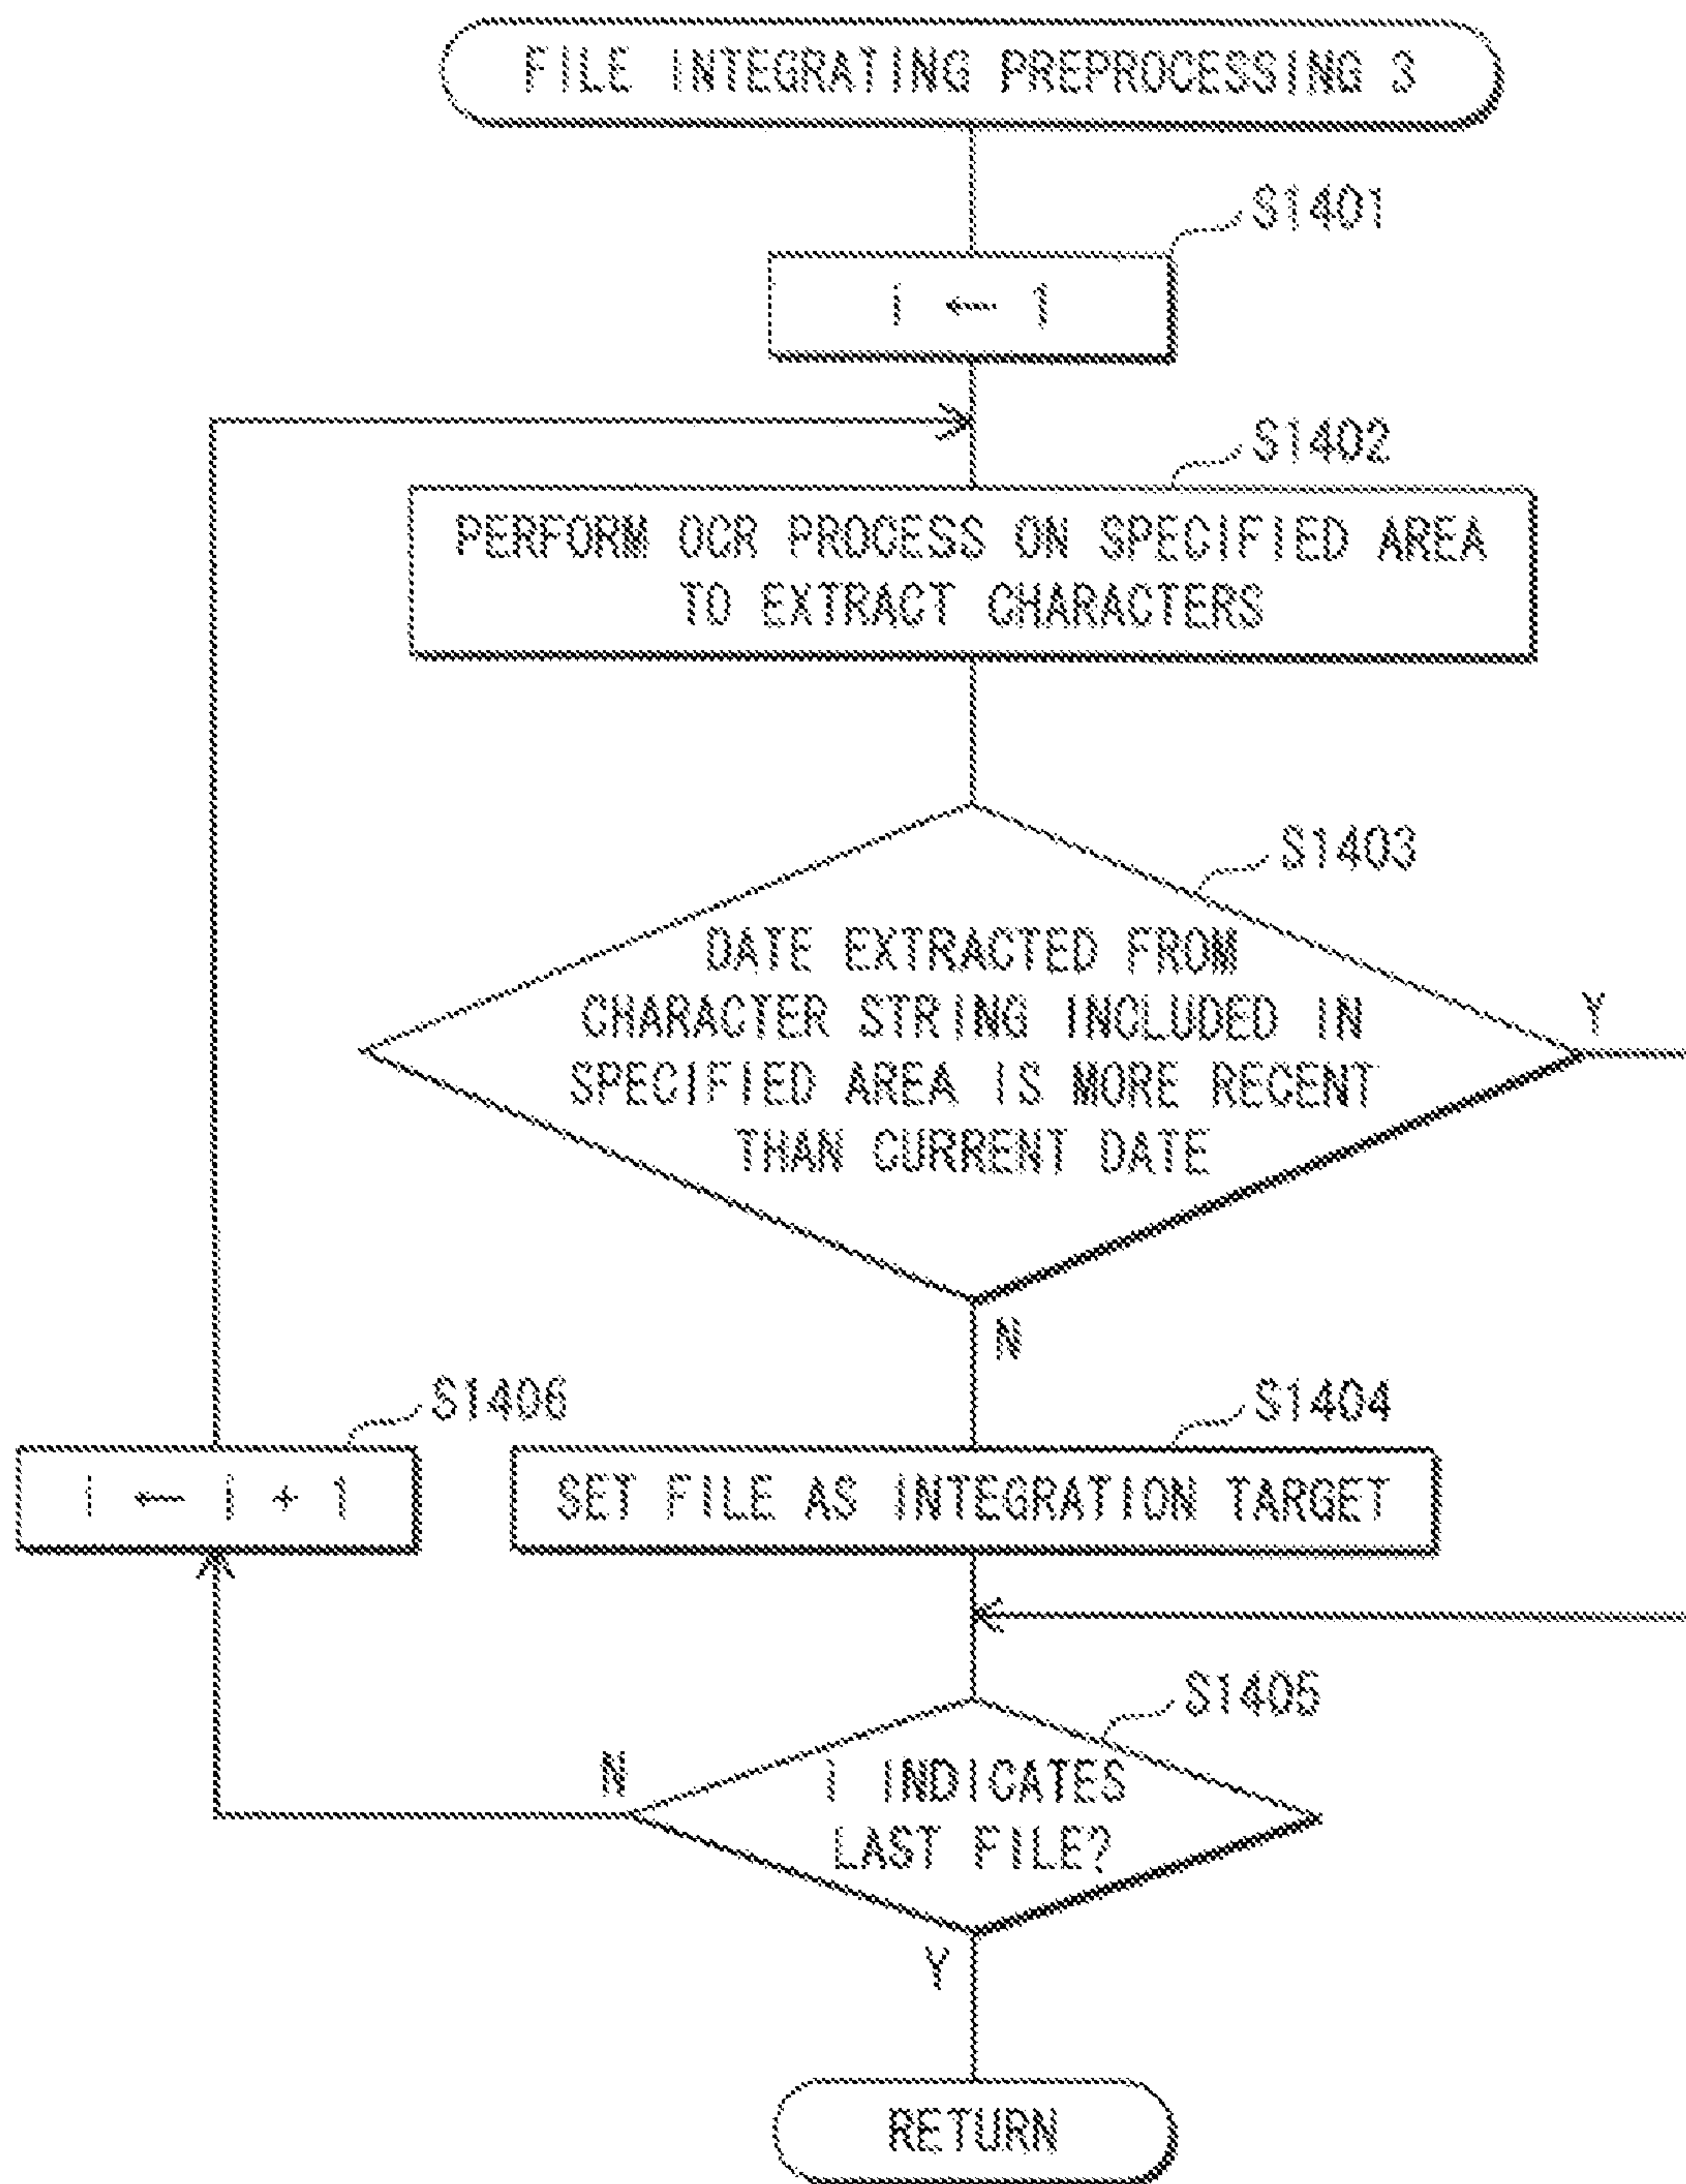 FILE INTEGRATING PREPROCESSING 3
S1401
i ← 1
S1402
PERFORM OCR PROCESS ON SPECIFIED AREA
TO EXTRACT CHARACTERS
S1403
DATE EXTRACTED FROM
CHARACTER STRING INCLUDED IN
SPECIFIED AREA IS MORE RECENT
THAN CURRENT DATE
Y
N
S1406
S1404
i ← i + 1
SET FILE AS INTEGRATION TARGET
S1405
N
i INDICATES
LAST FILE?
Y
RETURN